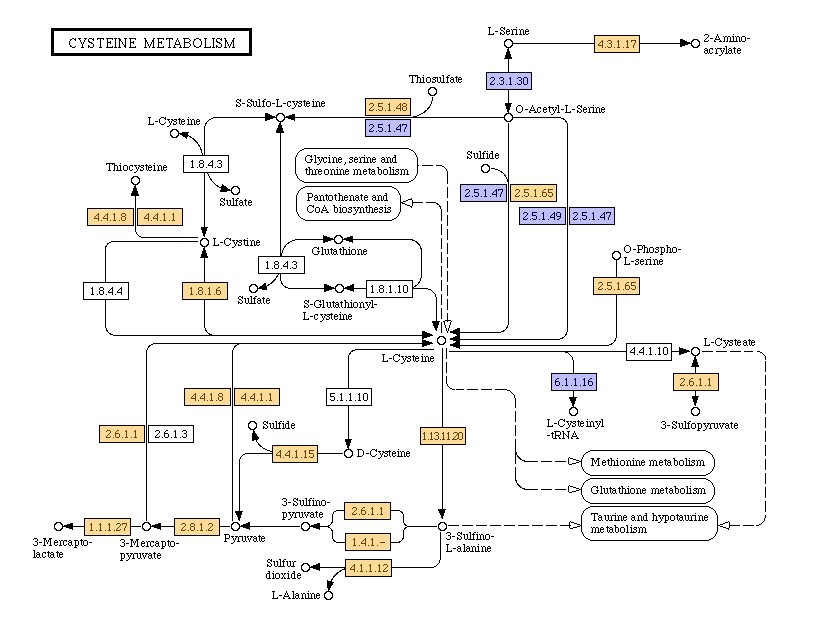 CYSTEINE METABOLISM
L-Serine
4.3.1.17
2-Amino-
acrylate
2.3.1.30
Thiosulfate
S-Sulfo-L-cysteine
2.5.1.48
2.5.1.47
O-Acetyl-L-Serine
L-Cysteine
1.8.4.3
Sulfate
Thiocysteine
4.4.1.8
4.4.1.1
L-Cystine
Glycine, serine and
threonine metabolism
Pantothenate and
CoA biosynthesis
Sulfide
2.5.1.47
2.5.1.65
2.5.1.49
2.5.1.47
O-Phospho-
L-serine
2.5.1.65
Glutathione
1.8.4.3
Sulfate
1.8.1.10
S-Glutathionyl-
L-cysteine
1.8.4.4
1.8.1.6
L-Cysteine
4.4.1.10
L-Cysteate
2.6.1.1
3-Sulfopyruvate
6.1.1.16
L-Cysteinyl
-tRNA
4.4.1.8
4.4.1.1
5.1.1.10
2.6.1.1
2.6.1.3
Sulfide
4.4.1.15
D-Cysteine
1.13.11.20
Methionine metabolism
Glutathione metabolism
Taurine and hypotaurine
metabolism
3-Sulfino-
pyruvate
2.6.1.1
1.4.1.-
3-Sulfino-
L-alanine
1.1.1.27
2.8.1.2
3-Mercapto-
lactate
3-Mercapto-
pyruvate
Pyruvate
Sulfur
dioxide
4.1.1.12
L-Alanine